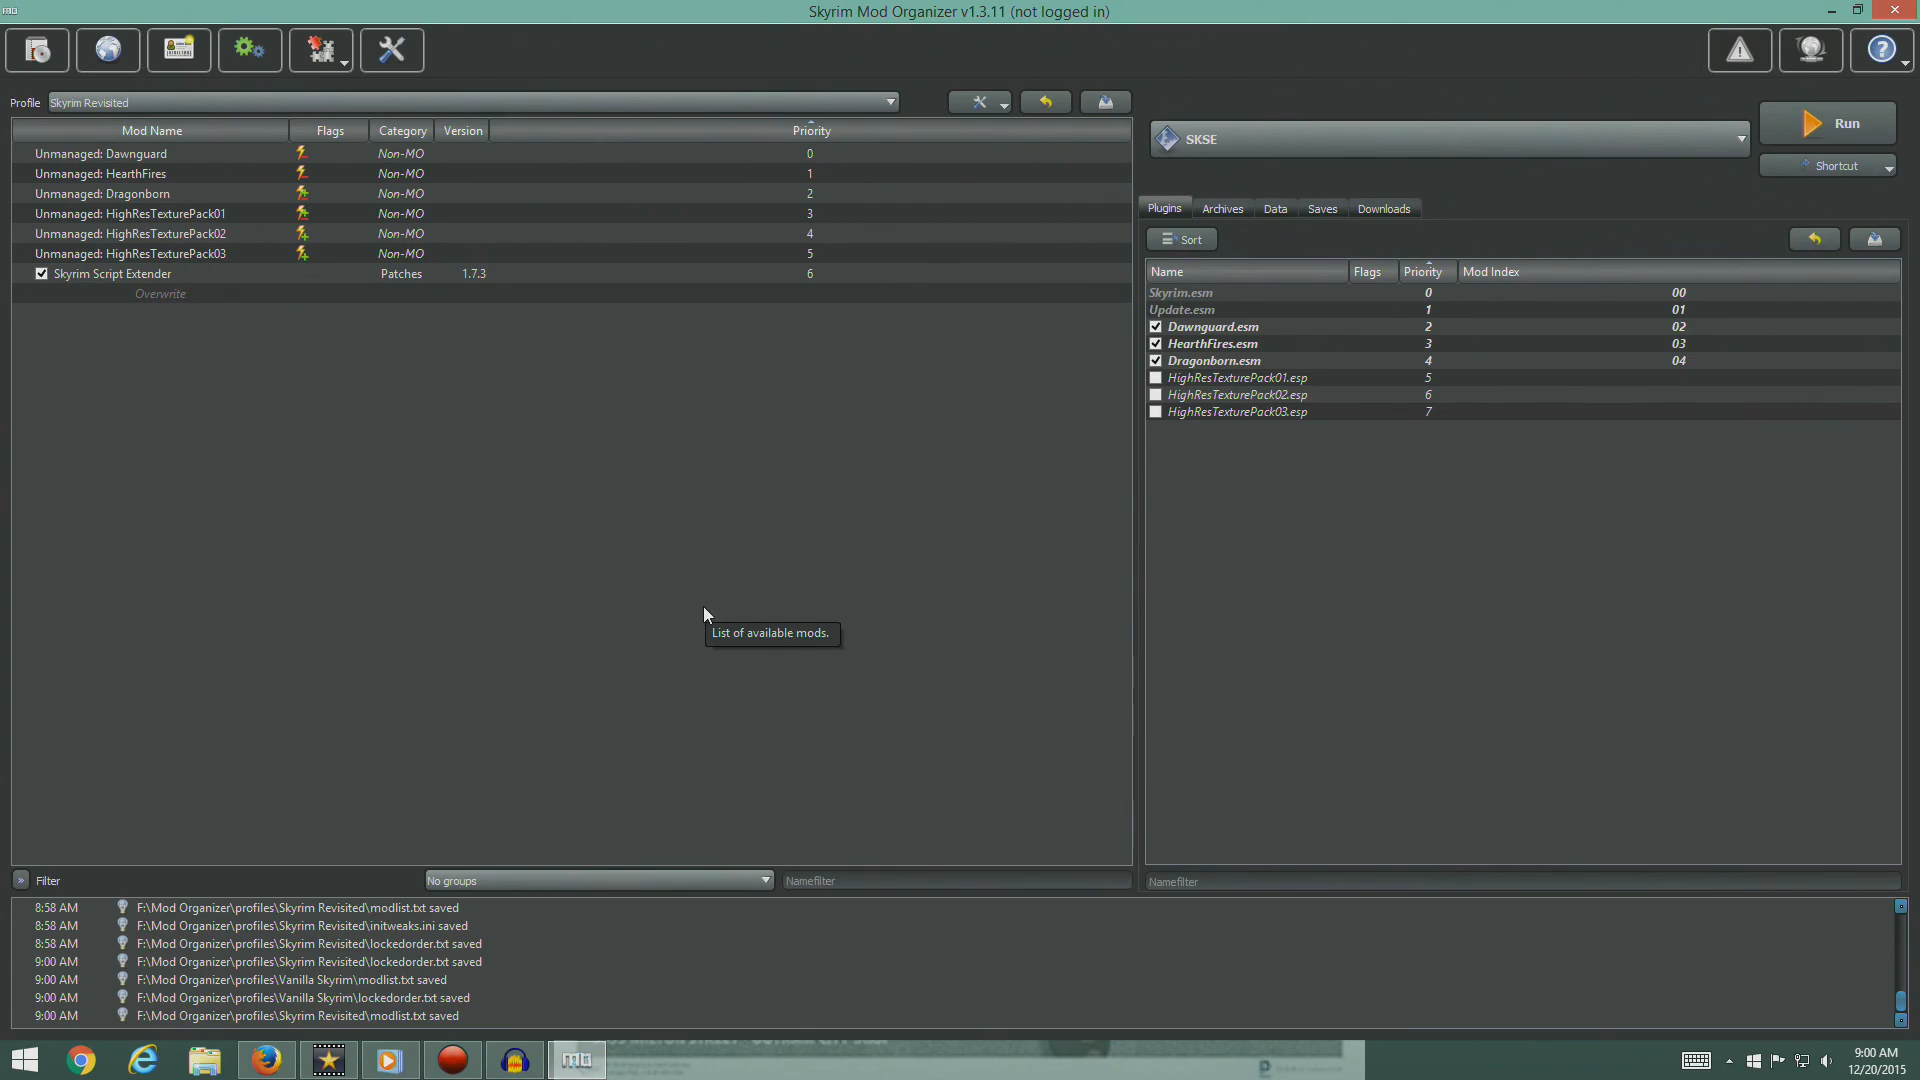 mo
Skyrim Mod Organizer v1.3.11 (not logged in)
Profile
Skyrim Revisited
SKSE
Run
Shortcut
Mod Name
Flags
Category
Version
Priority
Unmanaged: Dawnguard Non-MO 0
Unmanaged: HearthFires Non-MO 1
Unmanaged: Dragonborn Non-MO 2
Unmanaged: HighResTexturePack01 Non-MO 3
Unmanaged: HighResTexturePack02 Non-MO 4
Unmanaged: HighResTexturePack03 Non-MO 5
Skyrim Script Extender Patches 1.7.3 6
Overwrite
List of available mods.
Plugins
Archives
Data
Saves
Downloads
Sort
Name
Flags
Priority
Mod Index
Skyrim.esm 0 00
Update.esm 1 01
Dawnguard.esm 2 02
HearthFires.esm 3 03
Dragonborn.esm 4 04
HighResTexturePack01.esp 5
HighResTexturePack02.esp 6
HighResTexturePack03.esp 7
»
Filter
No groups
Namefilter
Namefilter
8:58 AM F:\Mod Organizer\profiles\Skyrim Revisited\modlist.txt saved
8:58 AM F:\Mod Organizer\profiles\Skyrim Revisited\initweaks.ini saved
8:58 AM F:\Mod Organizer\profiles\Skyrim Revisited\lockedorder.txt saved
9:00 AM F:\Mod Organizer\profiles\Skyrim Revisited\lockedorder.txt saved
9:00 AM F:\Mod Organizer\profiles\Vanilla Skyrim\modlist.txt saved
9:00 AM F:\Mod Organizer\profiles\Vanilla Skyrim\lockedorder.txt saved
9:00 AM F:\Mod Organizer\profiles\Skyrim Revisited\modlist.txt saved
mo
9:00 AM
12/20/2015